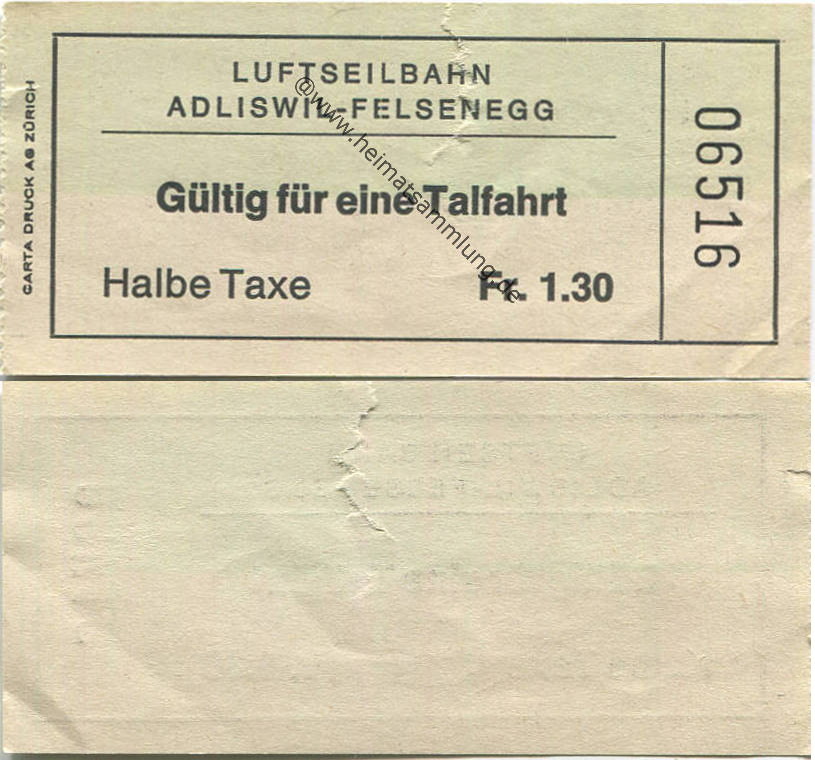 LUFTSEILBAHN
ADLISWIL-FELSENEGG
Gültig für eine Talfahrt
Halbe Taxe Fr. 1.30
06516
CARTA DRUCK AG ZÜRICH
@www.heimatsammlung.de